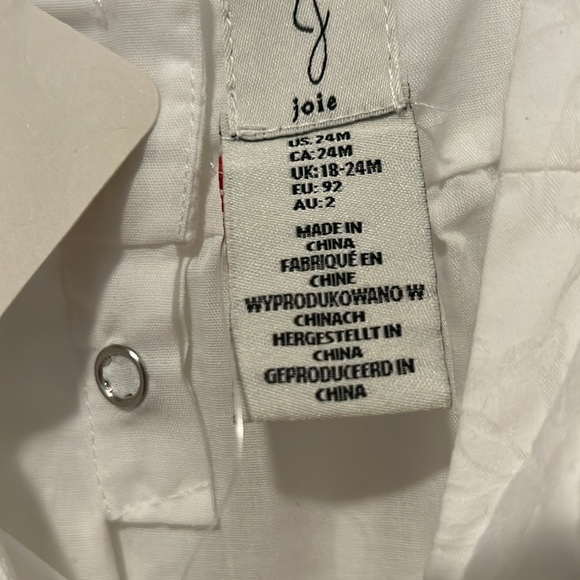 J
joie
US: 24M
CA: 24M
UK: 18-24M
EU: 92
AU: 2
MADE IN
CHINA
FABRIQUÉ EN
CHINE
WYPRODUKOWANO W
CHINACH
HERGESTELLT IN
CHINA
GEPRODUCEERD IN
CHINA